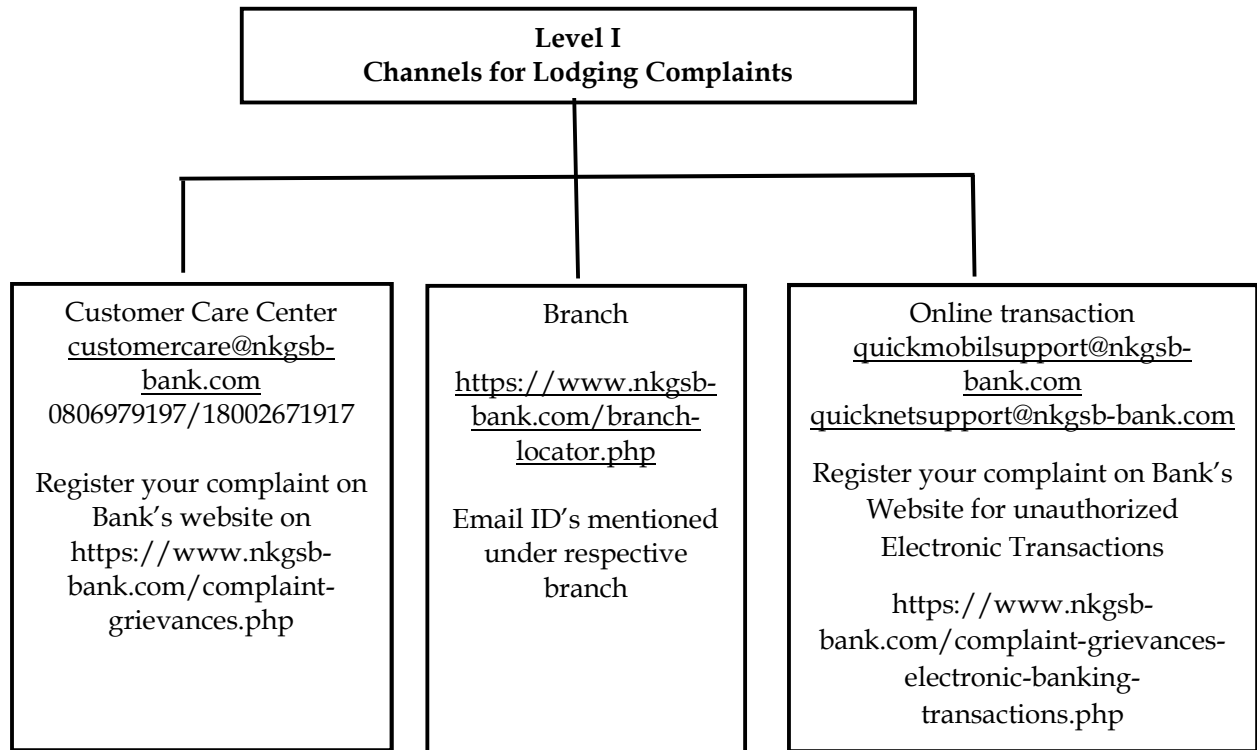 Level I
Channels for Lodging Complaints
Customer Care Center
customercare@nkgsb-
bank.com
0806979197/18002671917
Register your complaint on
Bank's website on
https://www.nkgsb-
bank.com/complaint-
grievances.php
Branch
https://www.nkgsb-
bank.com/branch-
locator.php
Email ID's mentioned
under respective
branch
Online transaction
quickmobilsupport@nkgsb-
bank.com
quicknetsupport@nkgsb-bank.com
Register your complaint on Bank's
Website for unauthorized
Electronic Transactions
https://www.nkgsb-
bank.com/complaint-grievances-
electronic-banking-
transactions.php